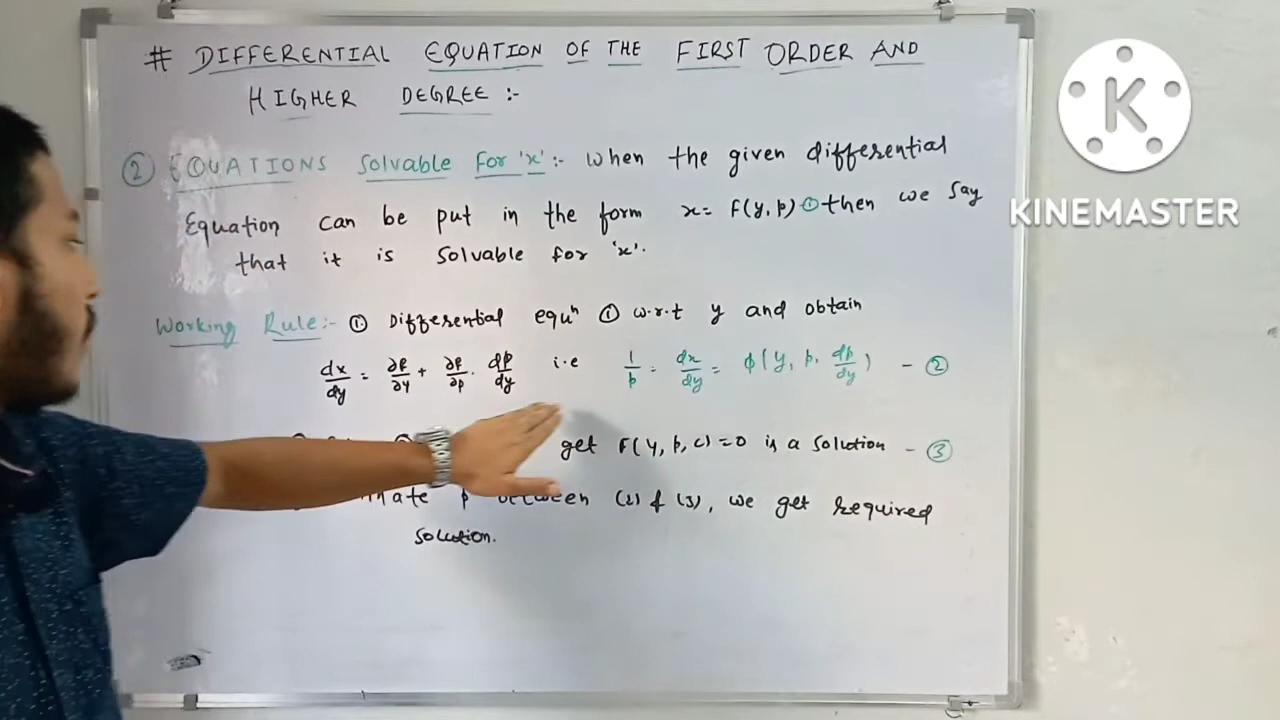 # DIFFERENTIAL EQUATION OF THE FIRST ORDER AND
HIGHER DEGREE :-
② EQUATIONS Solvable For 'x' :- When the given differential
Equation can be put in the form x = F(y, p) ① then we say
that it is solvable for 'x'.
Working Rule:- ① Differential equⁿ ① w.r.t y and obtain
dx/dy = ∂F/∂y + ∂F/∂p · dp/dy i.e 1/p = dx/dy = φ(y, p, dp/dy) — ②
get F(y, p, c) = 0 is a solution — ③
p between (2) & (3), we get required
solution.
K
KINEMASTER